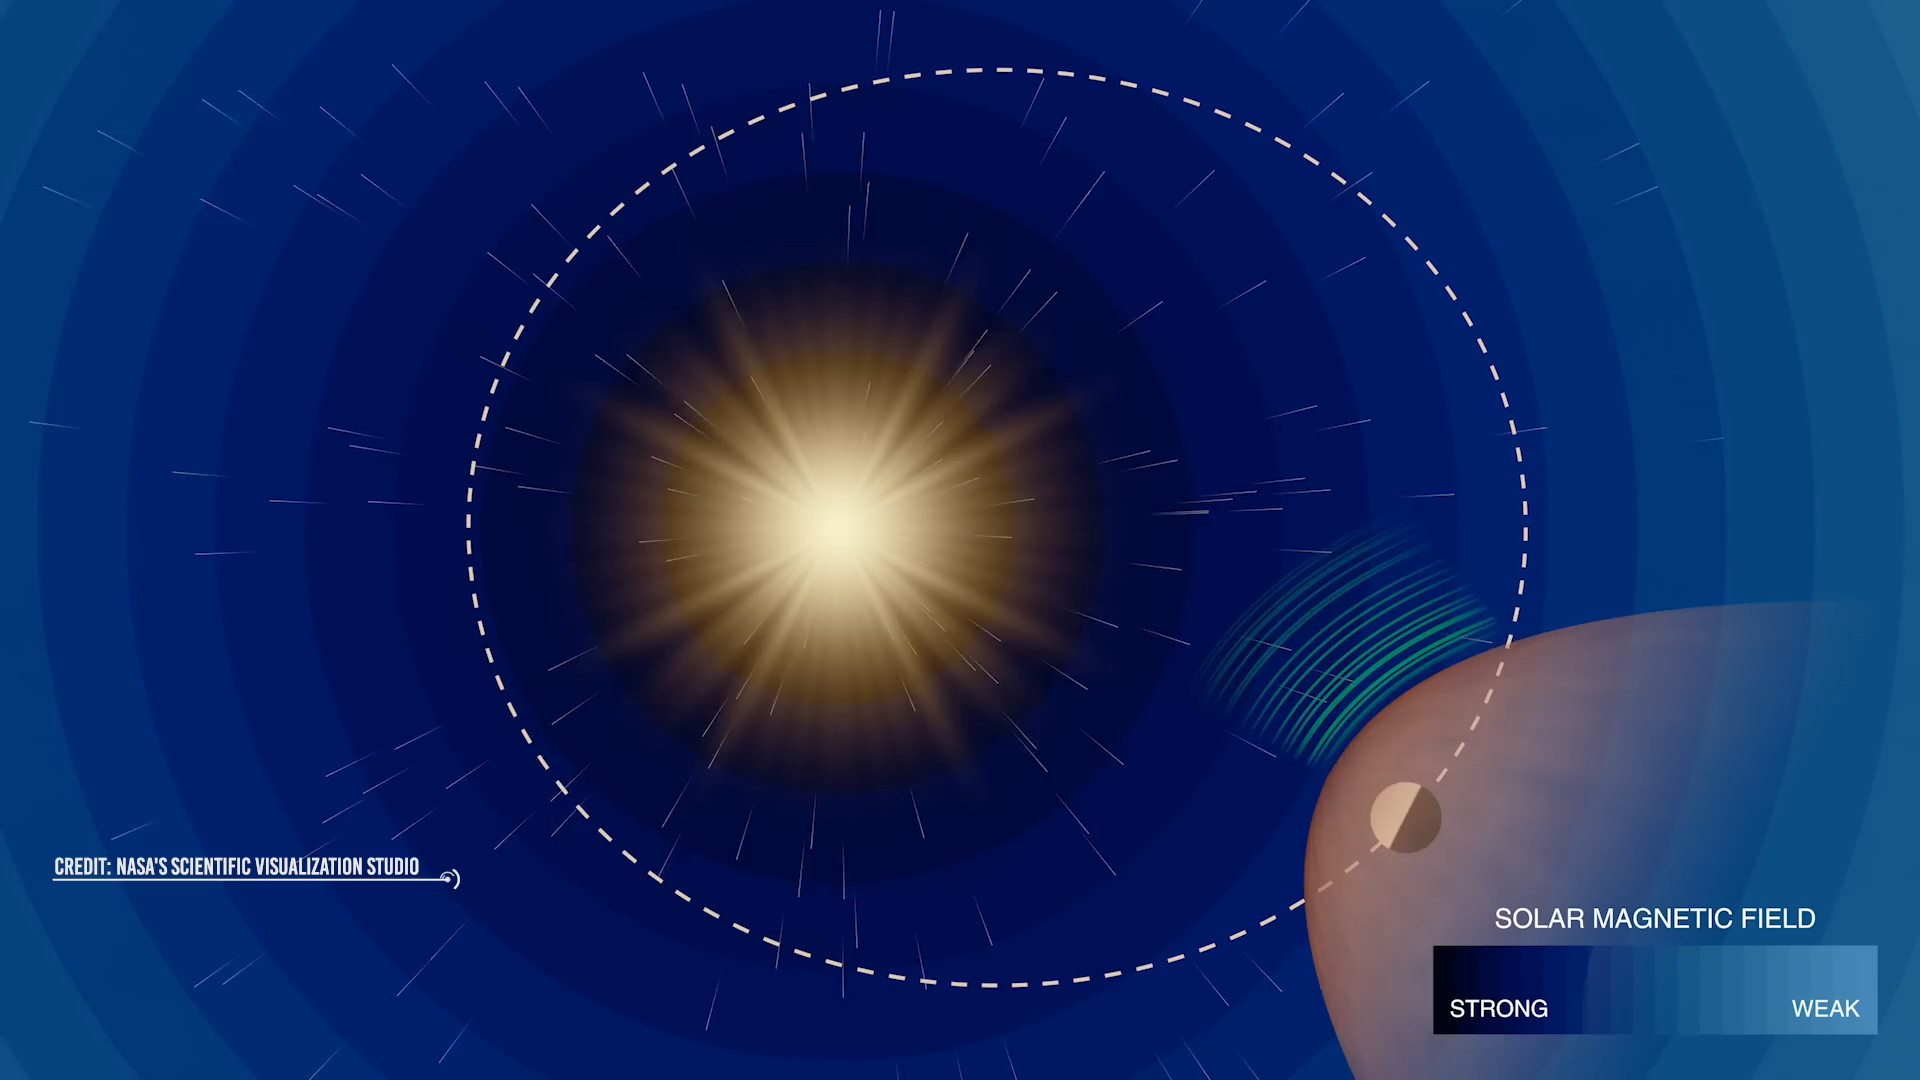 CREDIT: NASA'S SCIENTIFIC VISUALIZATION STUDIO
SOLAR MAGNETIC FIELD
STRONG
WEAK